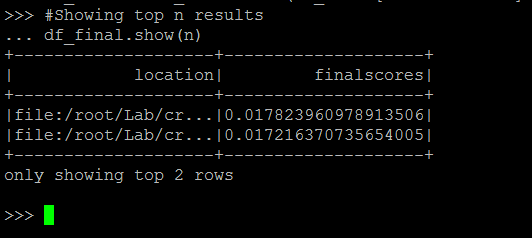 >>> #Showing top n results
... df_final.show(n)
+--------------------+--------------------+
|            location|         finalscores|
+--------------------+--------------------+
|file:/root/Lab/cr...|0.017823960978913506|
|file:/root/Lab/cr...|0.017216370735654005|
+--------------------+--------------------+
only showing top 2 rows
>>>